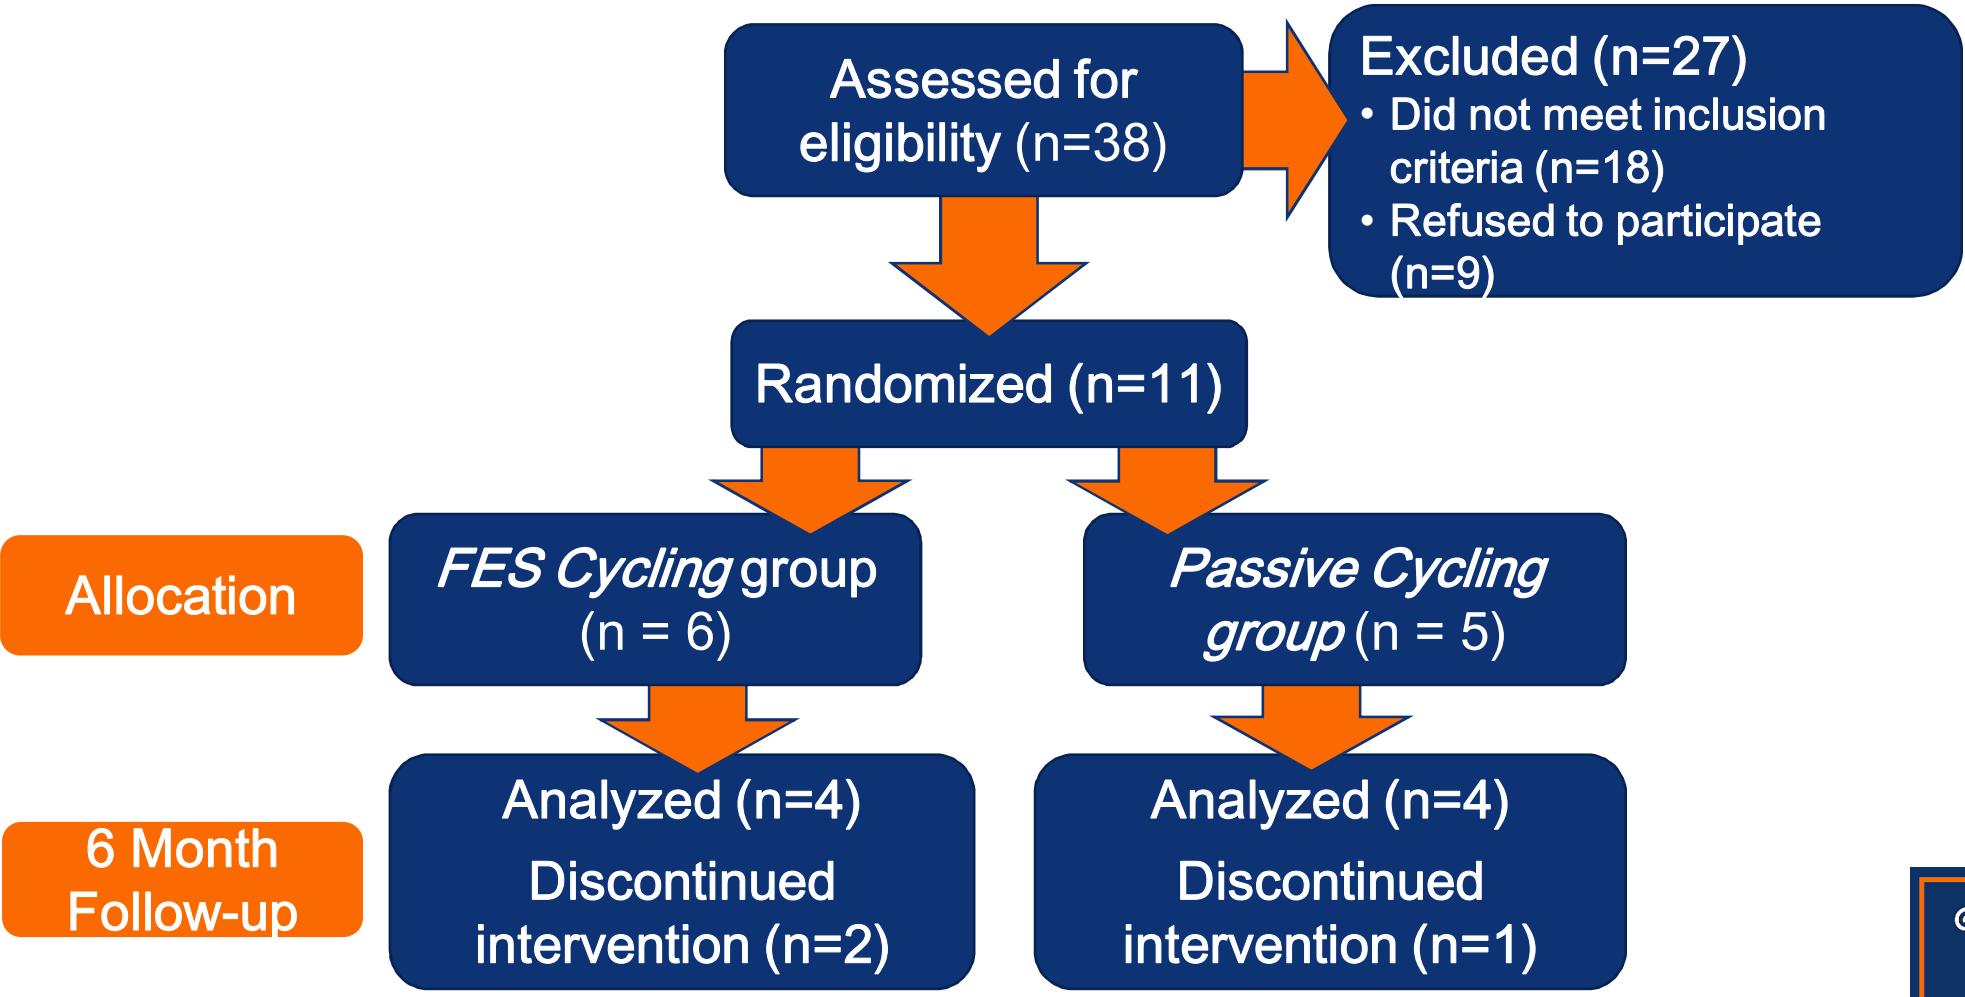 Assessed for
eligibility (n=38)
Excluded (n=27)
• Did not meet inclusion
criteria (n=18)
• Refused to participate
(n=9)
Randomized (n=11)
Allocation
FES Cycling group
(n = 6)
Passive Cycling
group (n = 5)
6 Month
Follow-up
Analyzed (n=4)
Discontinued
intervention (n=2)
Analyzed (n=4)
Discontinued
intervention (n=1)